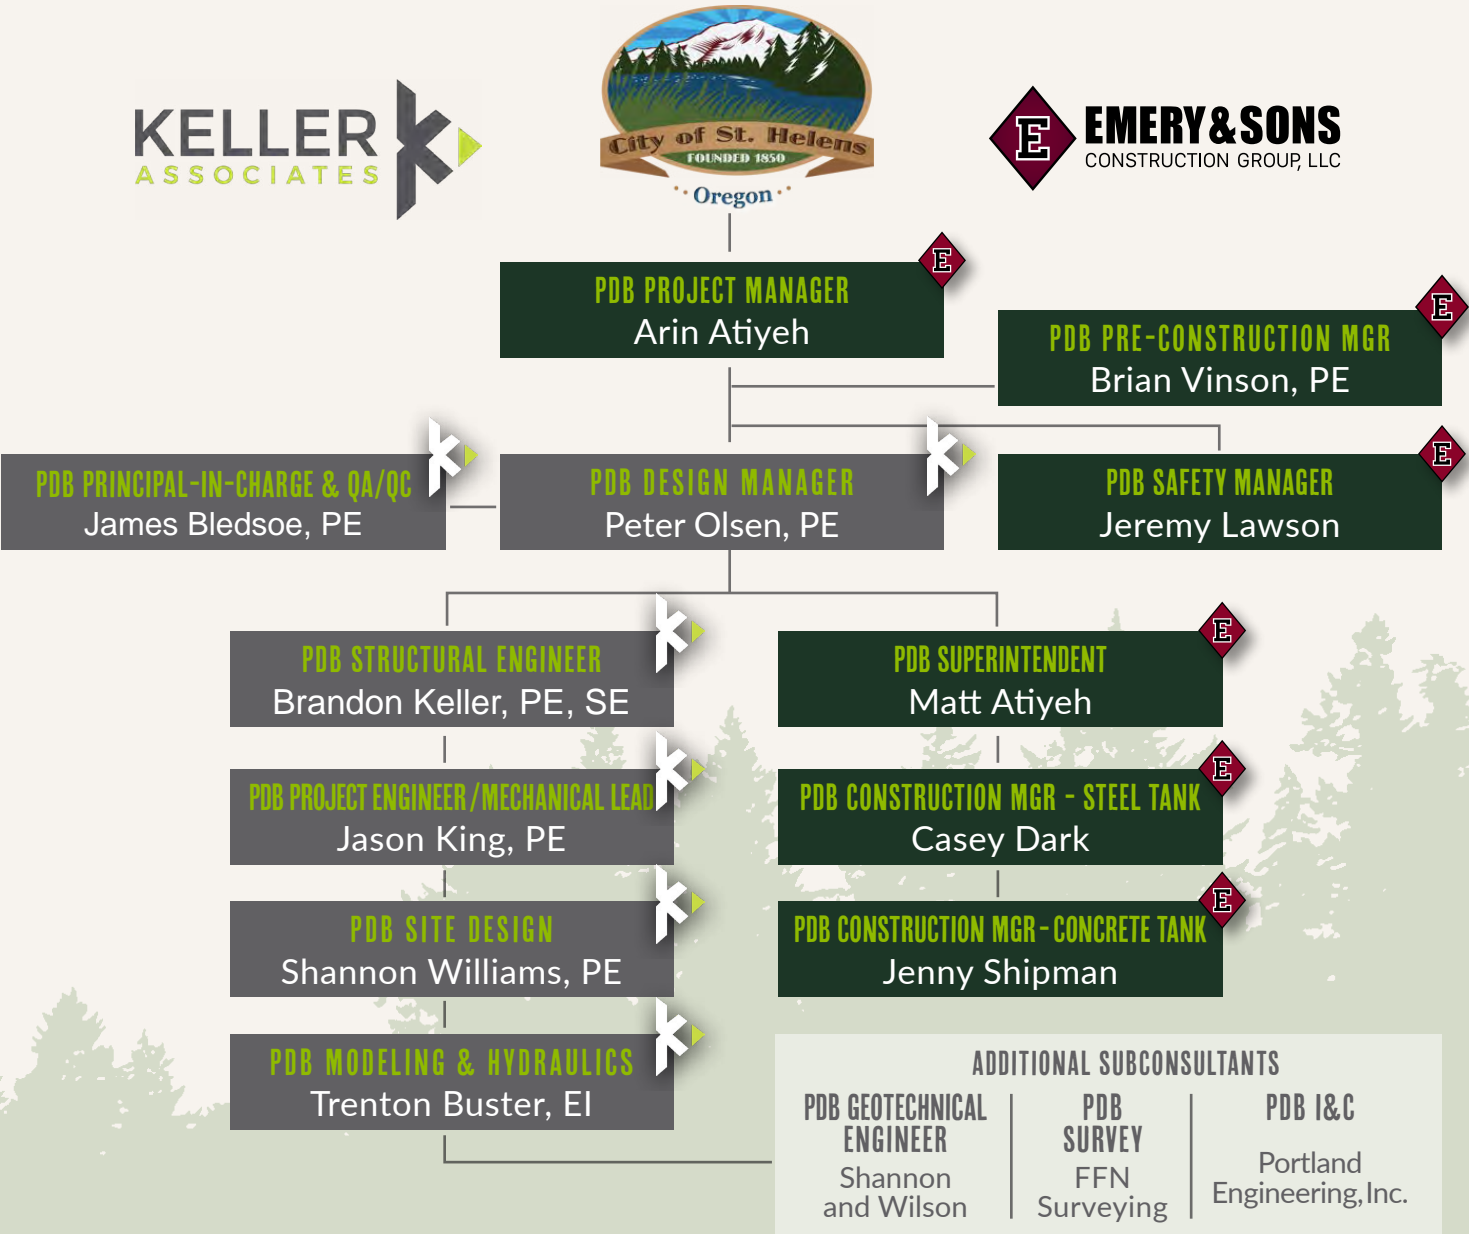 KELLER
ASSOCIATES
City of St. Helens
FOUNDED 1850
Oregon
E
EMERY & SONS
CONSTRUCTION GROUP, LLC
E
PDB PROJECT MANAGER
Arin Atiyeh
E
PDB PRE-CONSTRUCTION MGR
Brian Vinson, PE
PDB PRINCIPAL-IN-CHARGE & QA/QC
James Bledsoe, PE
PDB DESIGN MANAGER
Peter Olsen, PE
E
PDB SAFETY MANAGER
Jeremy Lawson
PDB STRUCTURAL ENGINEER
Brandon Keller, PE, SE
E
PDB SUPERINTENDENT
Matt Atiyeh
PDB PROJECT ENGINEER/MECHANICAL LEAD
Jason King, PE
E
PDB CONSTRUCTION MGR - STEEL TANK
Casey Dark
PDB SITE DESIGN
Shannon Williams, PE
E
PDB CONSTRUCTION MGR-CONCRETE TANK
Jenny Shipman
PDB MODELING & HYDRAULICS
Trenton Buster, EI
ADDITIONAL SUBCONSULTANTS
PDB GEOTECHNICAL
ENGINEER
Shannon
and Wilson
PDB
SURVEY
FFN
Surveying
PDB I&C
Portland
Engineering, Inc.